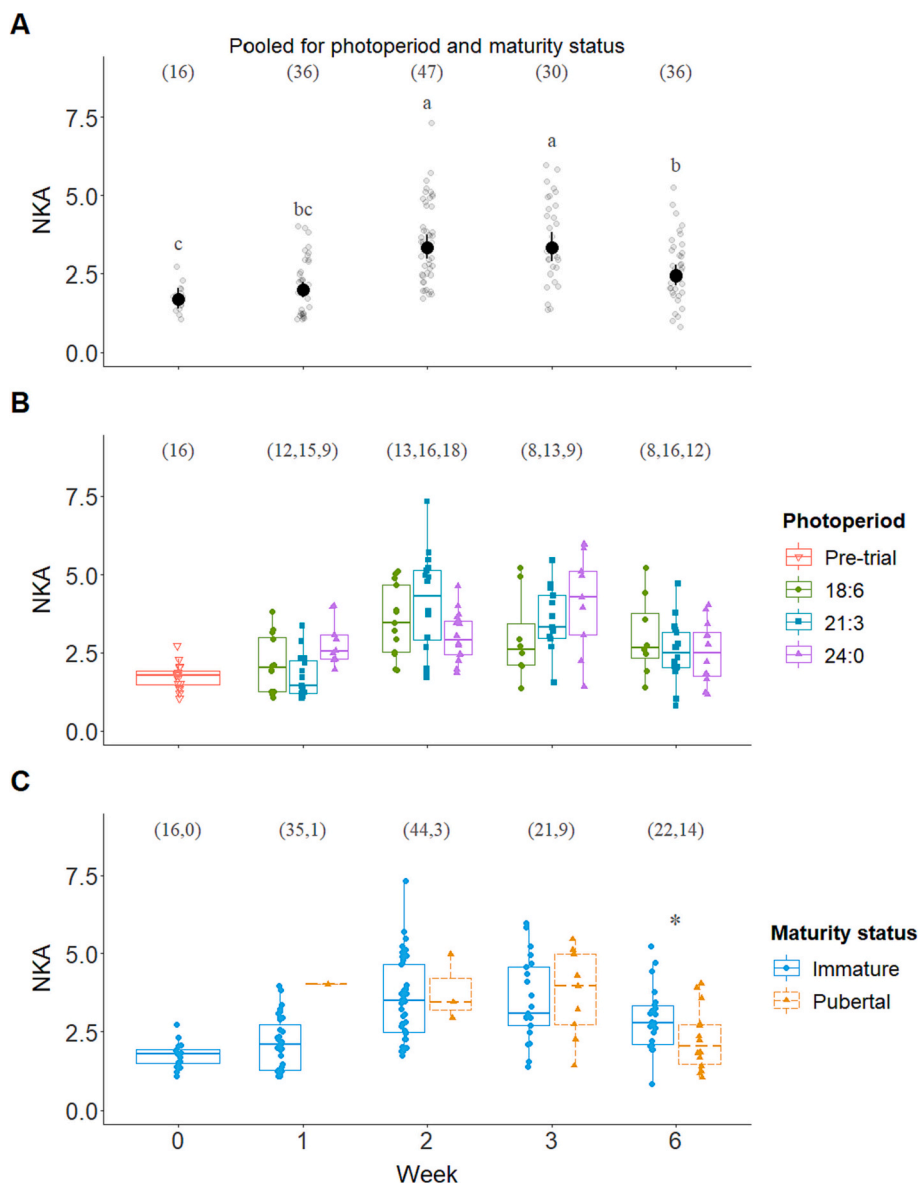 A
Pooled for photoperiod and maturity status
(16) (36) (47) (30) (36)
a
a
b
bc
c
7.5
5.0
2.5
0.0
NKA
B
(16) (12,15,9) (13,16,18) (8,13,9) (8,16,12)
7.5
5.0
2.5
0.0
NKA
Photoperiod
Pre-trial
18:6
21:3
24:0
C
(16,0) (35,1) (44,3) (21,9) (22,14)
*
7.5
5.0
2.5
0.0
NKA
Maturity status
Immature
Pubertal
0 1 2 3 6
Week